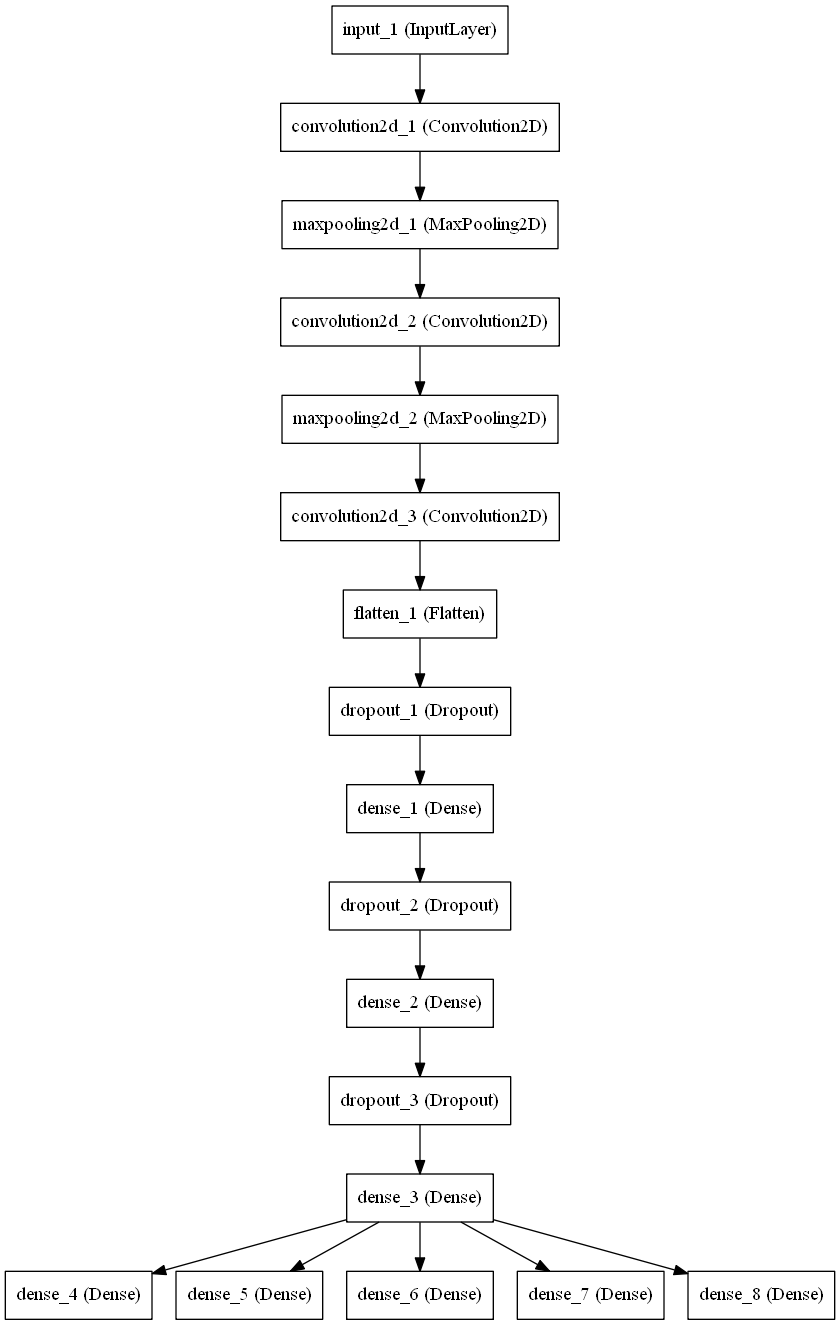 input_1 (InputLayer)
convolution2d_1 (Convolution2D)
maxpooling2d_1 (MaxPooling2D)
convolution2d_2 (Convolution2D)
maxpooling2d_2 (MaxPooling2D)
convolution2d_3 (Convolution2D)
flatten_1 (Flatten)
dropout_1 (Dropout)
dense_1 (Dense)
dropout_2 (Dropout)
dense_2 (Dense)
dropout_3 (Dropout)
dense_3 (Dense)
dense_4 (Dense)
dense_5 (Dense)
dense_6 (Dense)
dense_7 (Dense)
dense_8 (Dense)